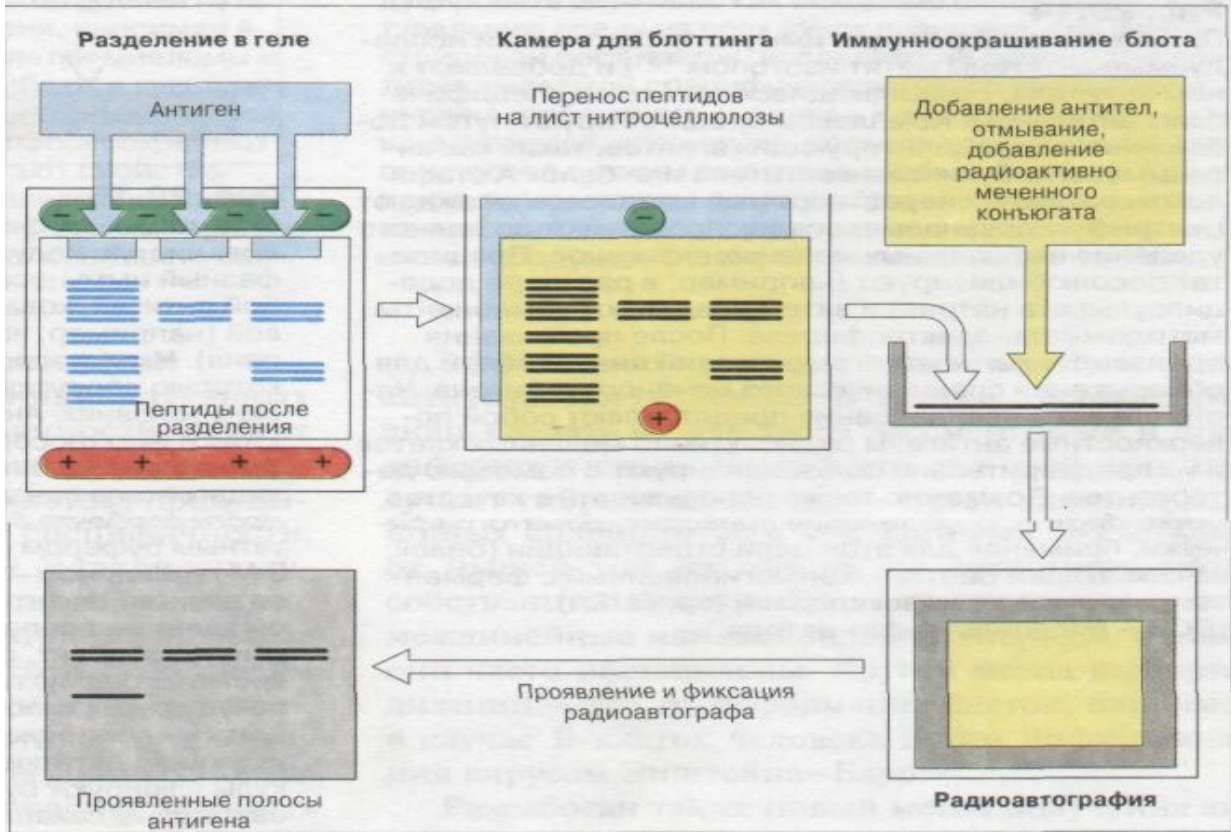 Разделение в геле
Антиген
Пептиды после
разделения
Камера для блоттинга
Перенос пептидов
на лист нитроцеллюлозы
Иммунноокрашивание блота
Добавление антител,
отмывание,
добавление
радиоактивно
меченного
конъюгата
Радиоавтография
Проявление и фиксация
радиоавтографа
Проявленные полосы
антигена